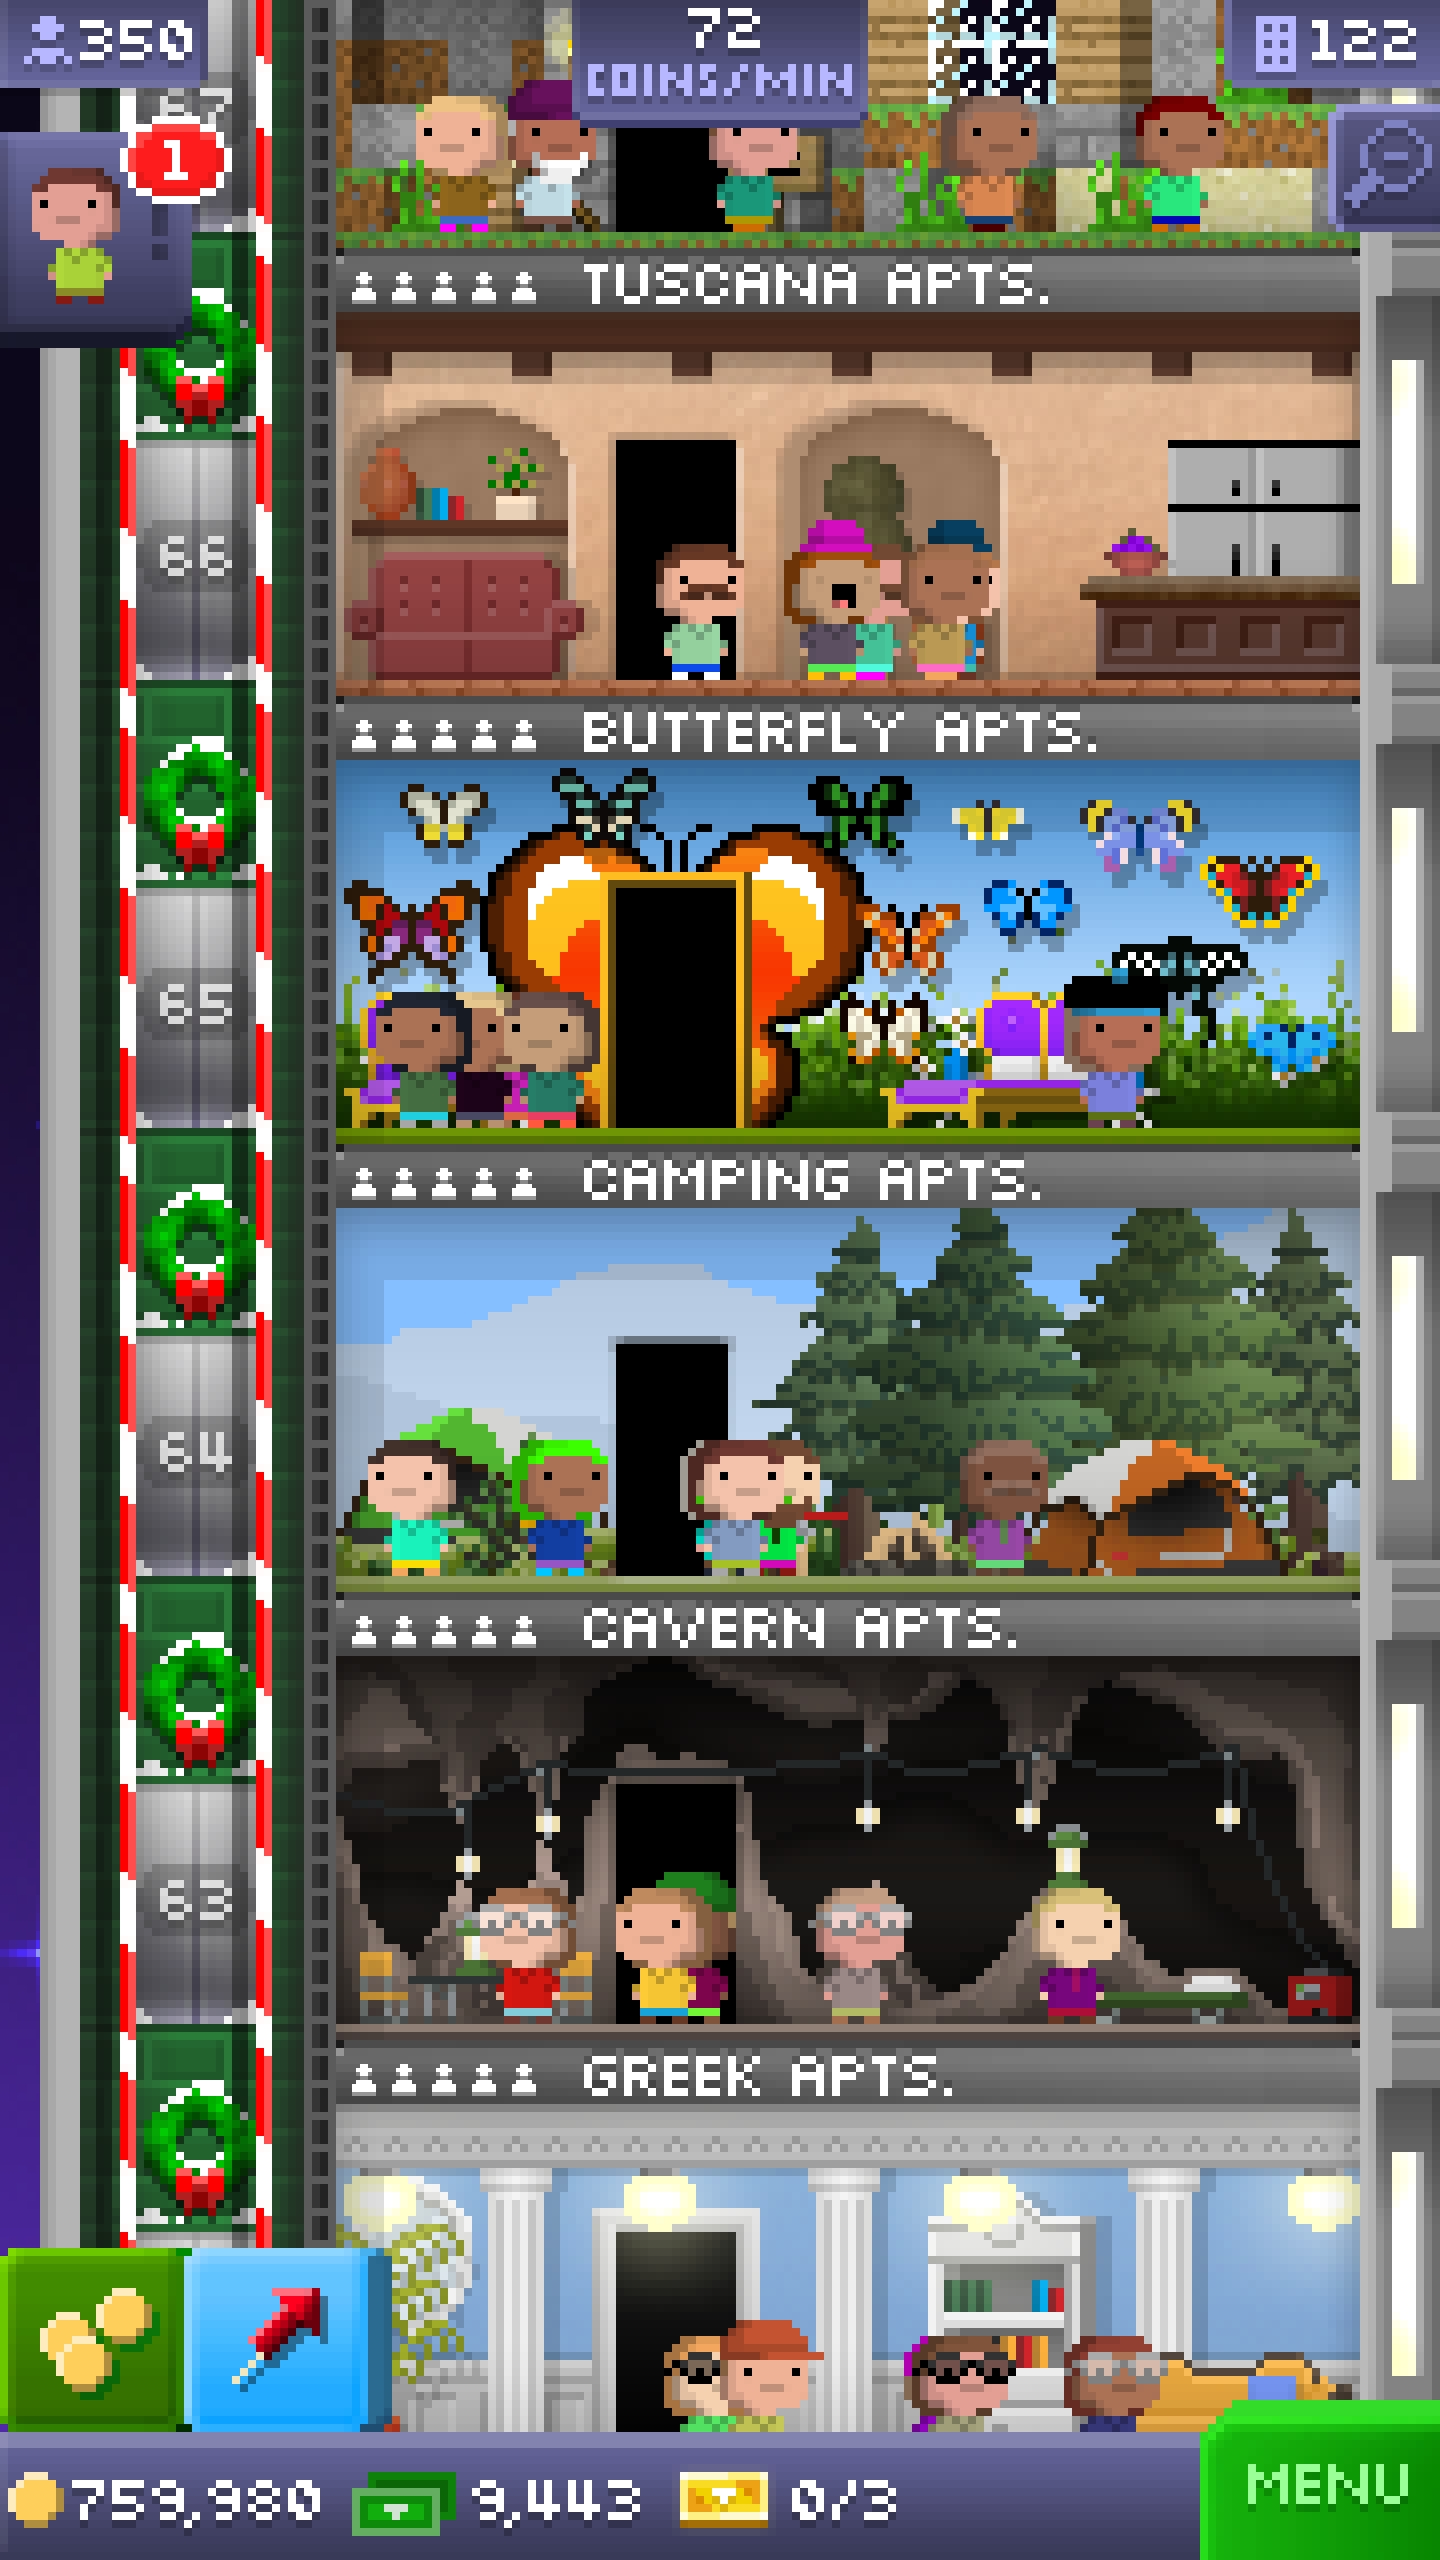 350
72
COINS/MIN
122
67
1
TUSCANA APTS.
66
BUTTERFLY APTS.
65
CAMPING APTS.
64
CAVERN APTS.
63
GREEK APTS.
759,980
9,443
0/3
MENU